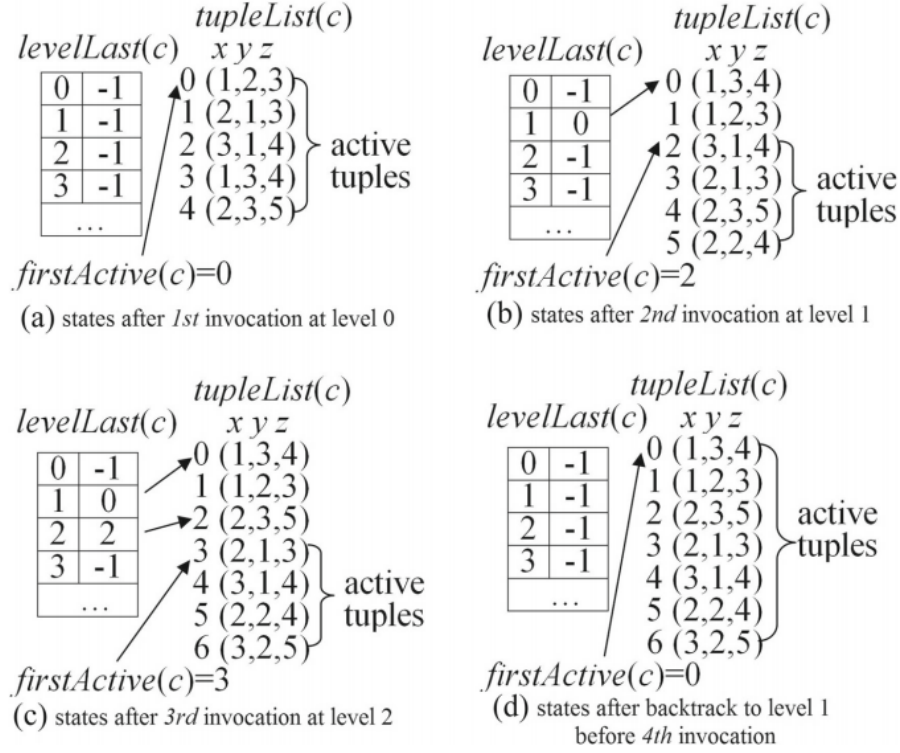 tupleList(c)
levelLast(c) x y z
0 -1
1 -1
2 -1
3 -1
...
0 (1,2,3)
1 (2,1,3)
2 (3,1,4)
3 (1,3,4)
4 (2,3,5)
active
tuples
firstActive(c)=0
(a) states after 1st invocation at level 0
tupleList(c)
levelLast(c) x y z
0 -1
1 0
2 -1
3 -1
...
0 (1,3,4)
1 (1,2,3)
2 (3,1,4)
3 (2,1,3)
4 (2,3,5)
5 (2,2,4)
active
tuples
firstActive(c)=2
(b) states after 2nd invocation at level 1
tupleList(c)
levelLast(c) x y z
0 -1
1 0
2 2
3 -1
...
0 (1,3,4)
1 (1,2,3)
2 (2,3,5)
3 (2,1,3)
4 (3,1,4)
5 (2,2,4)
6 (3,2,5)
active
tuples
firstActive(c)=3
(c) states after 3rd invocation at level 2
tupleList(c)
levelLast(c) x y z
0 -1
1 -1
2 -1
3 -1
...
0 (1,3,4)
1 (1,2,3)
2 (2,3,5)
3 (2,1,3)
4 (3,1,4)
5 (2,2,4)
6 (3,2,5)
active
tuples
firstActive(c)=0
(d) states after backtrack to level 1
before 4th invocation